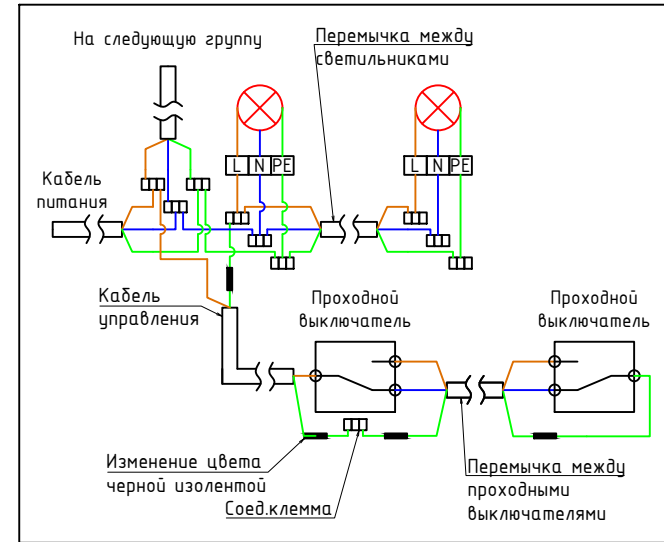 На следующую группу
Перемычка между
светильниками
L N PE
L N PE
Кабель
питания
Кабель
управления
Проходной
выключатель
Проходной
выключатель
Изменение цвета
черной изолентой
Соед.клемма
Перемычка между
проходными
выключателями